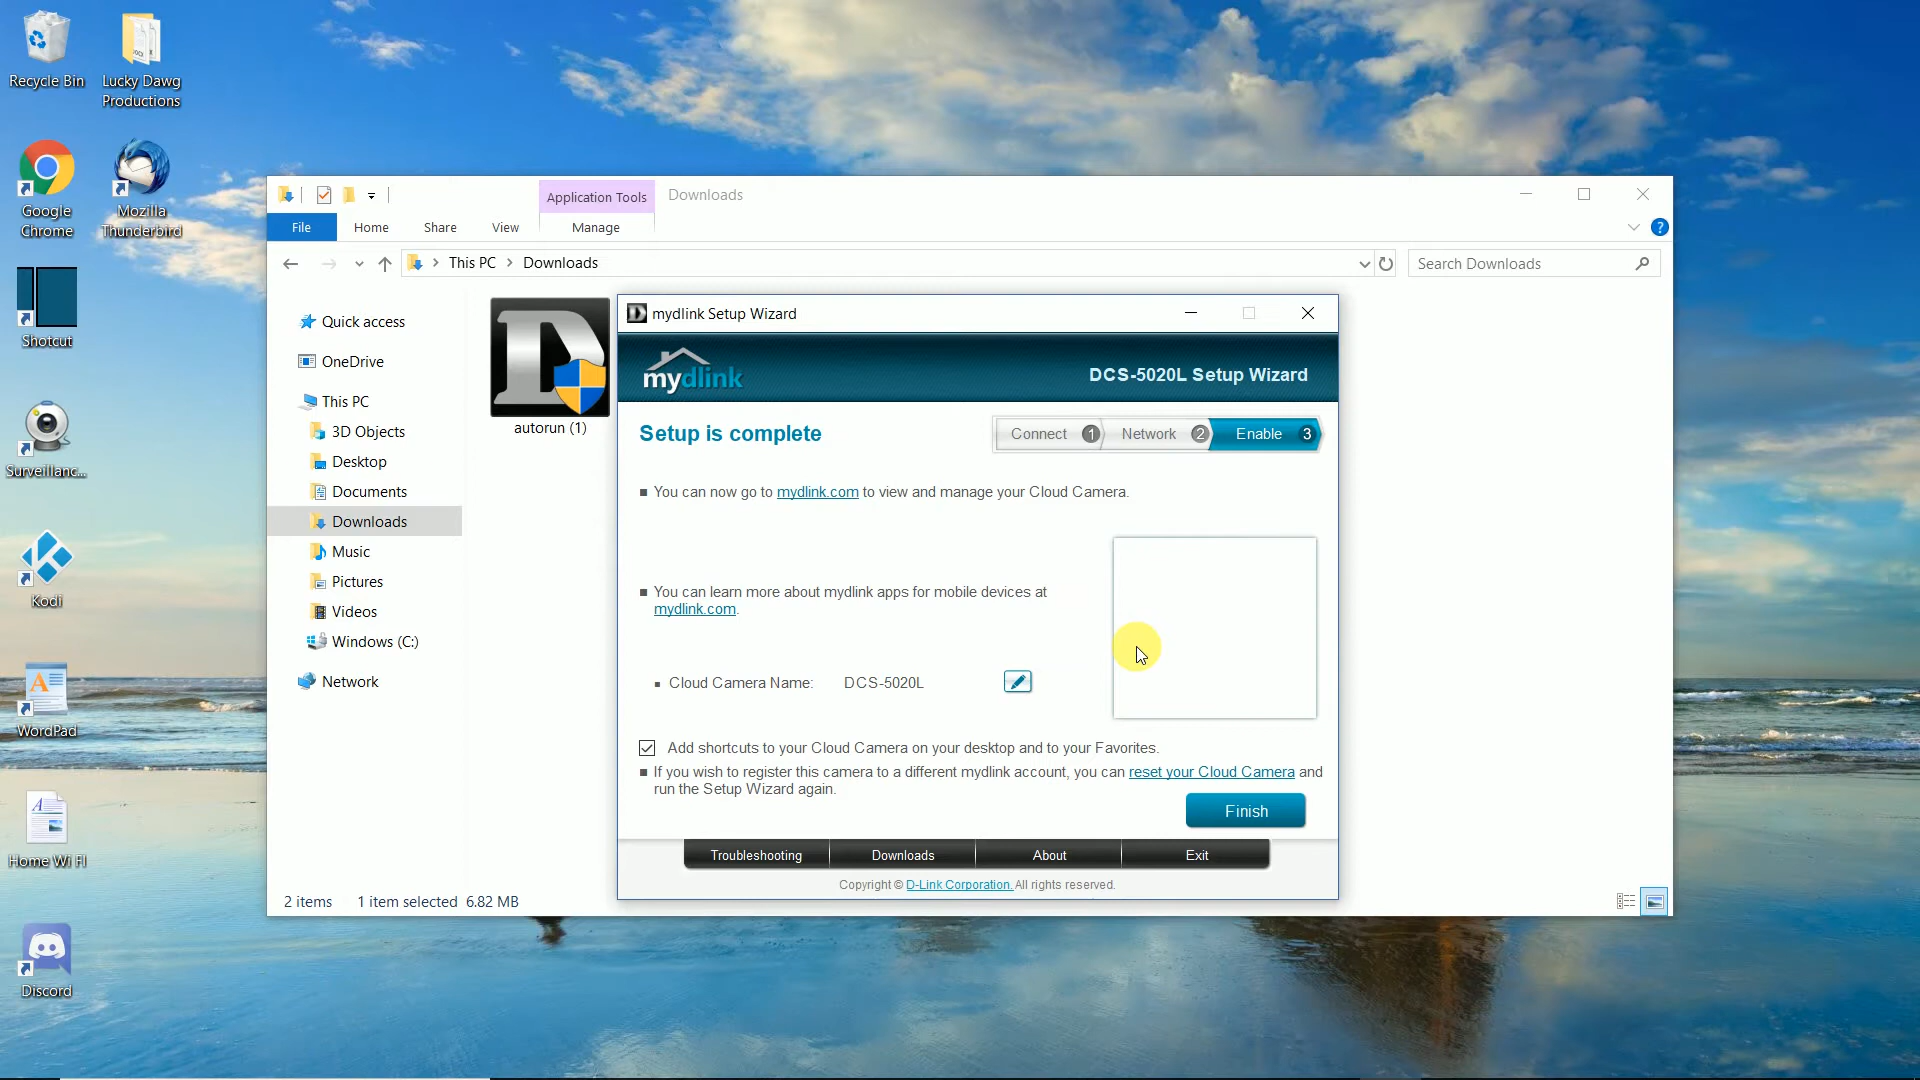 Recycle Bin
Lucky Dawg
Productions
Google
Chrome
Mozilla
Thunderbird
Shotcut
Surveillanc...
Kodi
WordPad
Home Wi FI
Discord
Application Tools
Downloads
File
Home
Share
View
Manage
This PC
Downloads
Search Downloads
Quick access
OneDrive
This PC
3D Objects
Desktop
Documents
Downloads
Music
Pictures
Videos
Windows (C:)
Network
autorun (1)
2 items
1 item selected 6.82 MB
mydlink Setup Wizard
mydlink
DCS-5020L Setup Wizard
Setup is complete
Connect 1
Network 2
Enable 3
You can now go to mydlink.com to view and manage your Cloud Camera.
You can learn more about mydlink apps for mobile devices at
mydlink.com.
Cloud Camera Name: DCS-5020L
Add shortcuts to your Cloud Camera on your desktop and to your Favorites.
If you wish to register this camera to a different mydlink account, you can reset your Cloud Camera and
run the Setup Wizard again.
Finish
Troubleshooting
Downloads
About
Exit
Copyright © D-Link Corporation. All rights reserved.